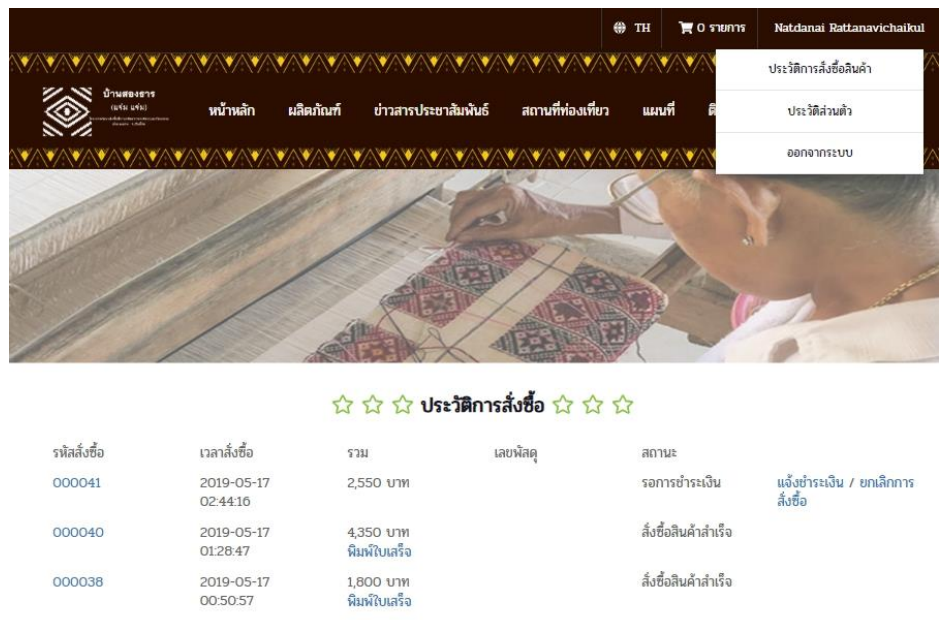 TH
0 รายการ
Natdanai Rattanavichaikul
ประวัติการสั่งซื้อสินค้า
ประวัติส่วนตัว
ออกจากระบบ
บ้านสองธาร
(แช่ม แช่ม)
หน้าหลัก ผลิตภัณฑ์ ข่าวสารประชาสัมพันธ์ สถานที่ท่องเที่ยว แผนที่
ประวัติการสั่งซื้อ
รหัสสั่งซื้อ เวลาสั่งซื้อ รวม เลขพัสดุ สถานะ
000041 2019-05-17 2,550 บาท รอการชำระเงิน แจ้งชำระเงิน / ยกเลิกการ
02:44:16 สั่งซื้อ
000040 2019-05-17 4,350 บาท สั่งซื้อสินค้าสำเร็จ
01:28:47 พิมพ์ใบเสร็จ
000038 2019-05-17 1,800 บาท สั่งซื้อสินค้าสำเร็จ
00:50:57 พิมพ์ใบเสร็จ